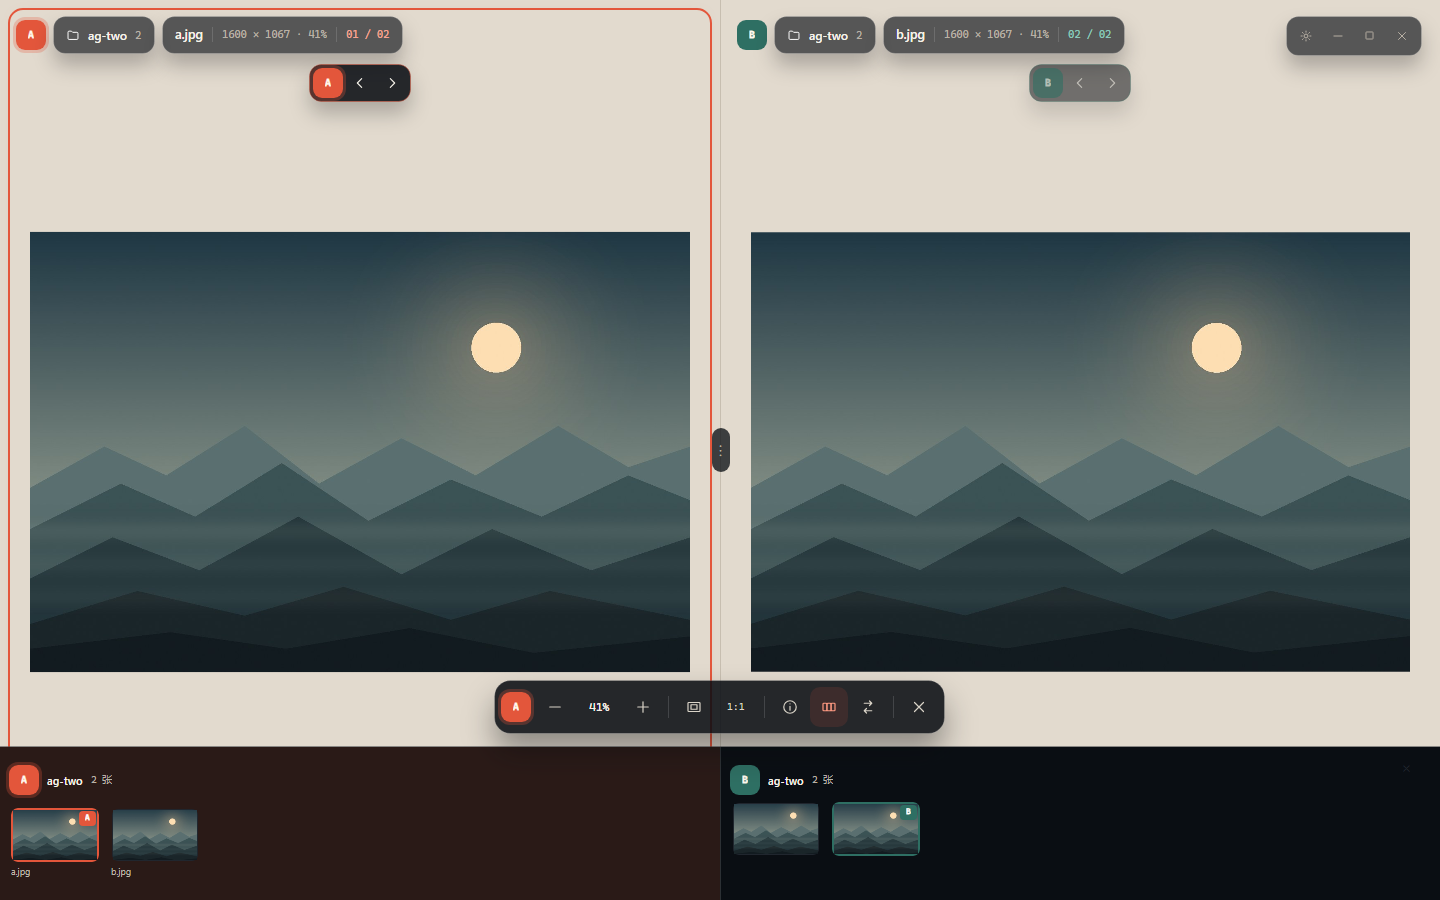 A ag-two 2 a.jpg 1600 × 1067 · 41% 01 / 02
B ag-two 2 b.jpg 1600 × 1067 · 41% 02 / 02
A
B
A 41% 1:1
A ag-two 2 张
B ag-two 2 张
A
B
a.jpg
b.jpg